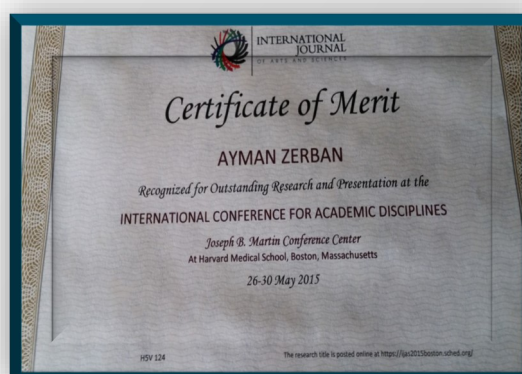 INTERNATIONAL
JOURNAL
OF ARTS AND SCIENCES
Certificate of Merit
AYMAN ZERBAN
Recognized for Outstanding Research and Presentation at the
INTERNATIONAL CONFERENCE FOR ACADEMIC DISCIPLINES
Joseph B. Martin Conference Center
At Harvard Medical School, Boston, Massachusetts
26-30 May 2015
HSV 124
The research title is posted online at https://ijas2015boston.sched.org/